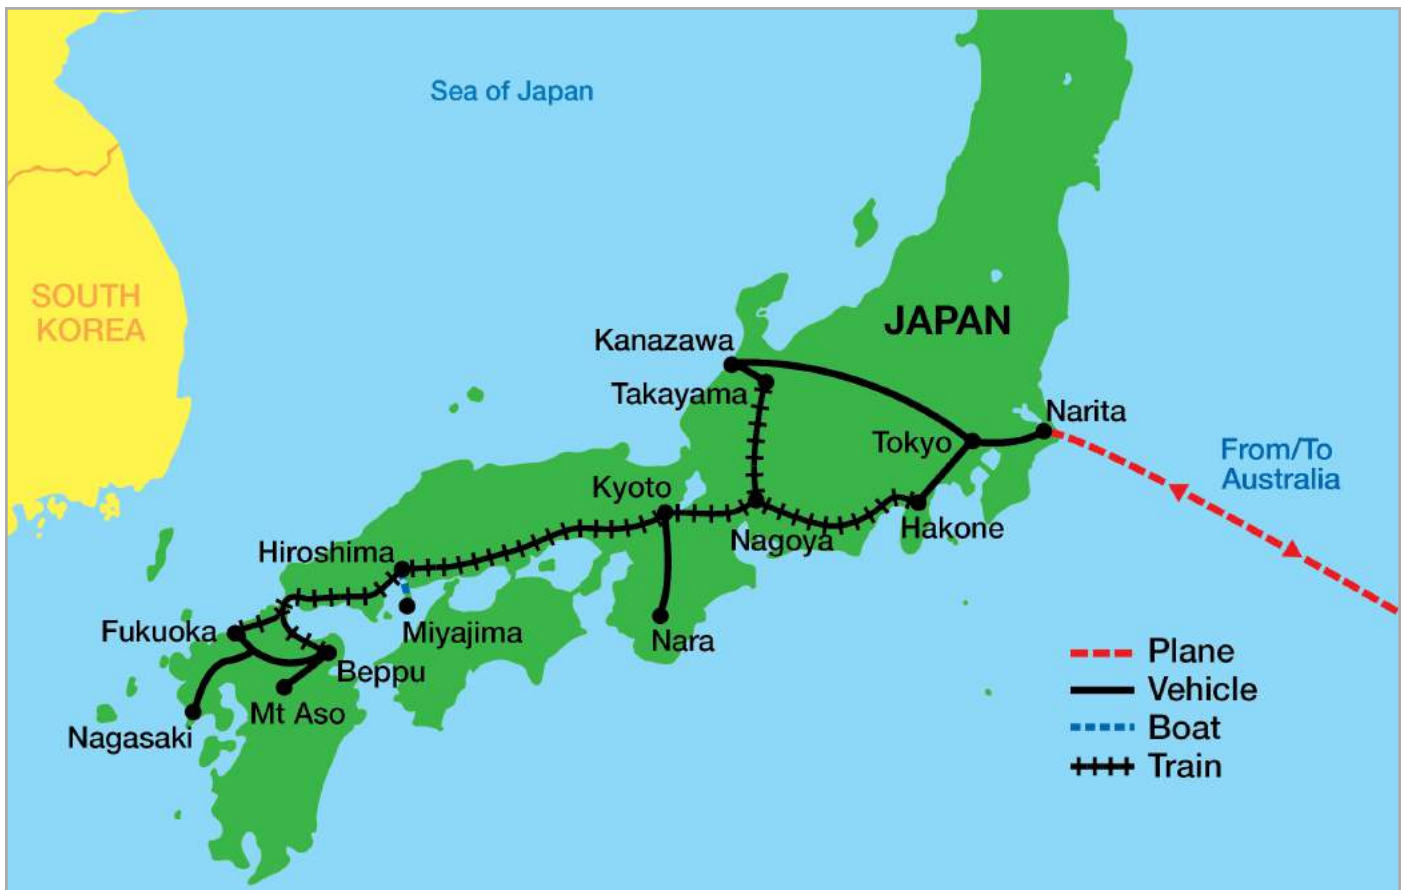 Sea of Japan
SOUTH
KOREA
JAPAN
Kanazawa
Takayama
Narita
Tokyo
From/To
Australia
Kyoto
Nagoya
Hakone
Hiroshima
Fukuoka
Miyajima
Nara
Beppu
Mt Aso
Nagasaki
Plane
Vehicle
Boat
Train